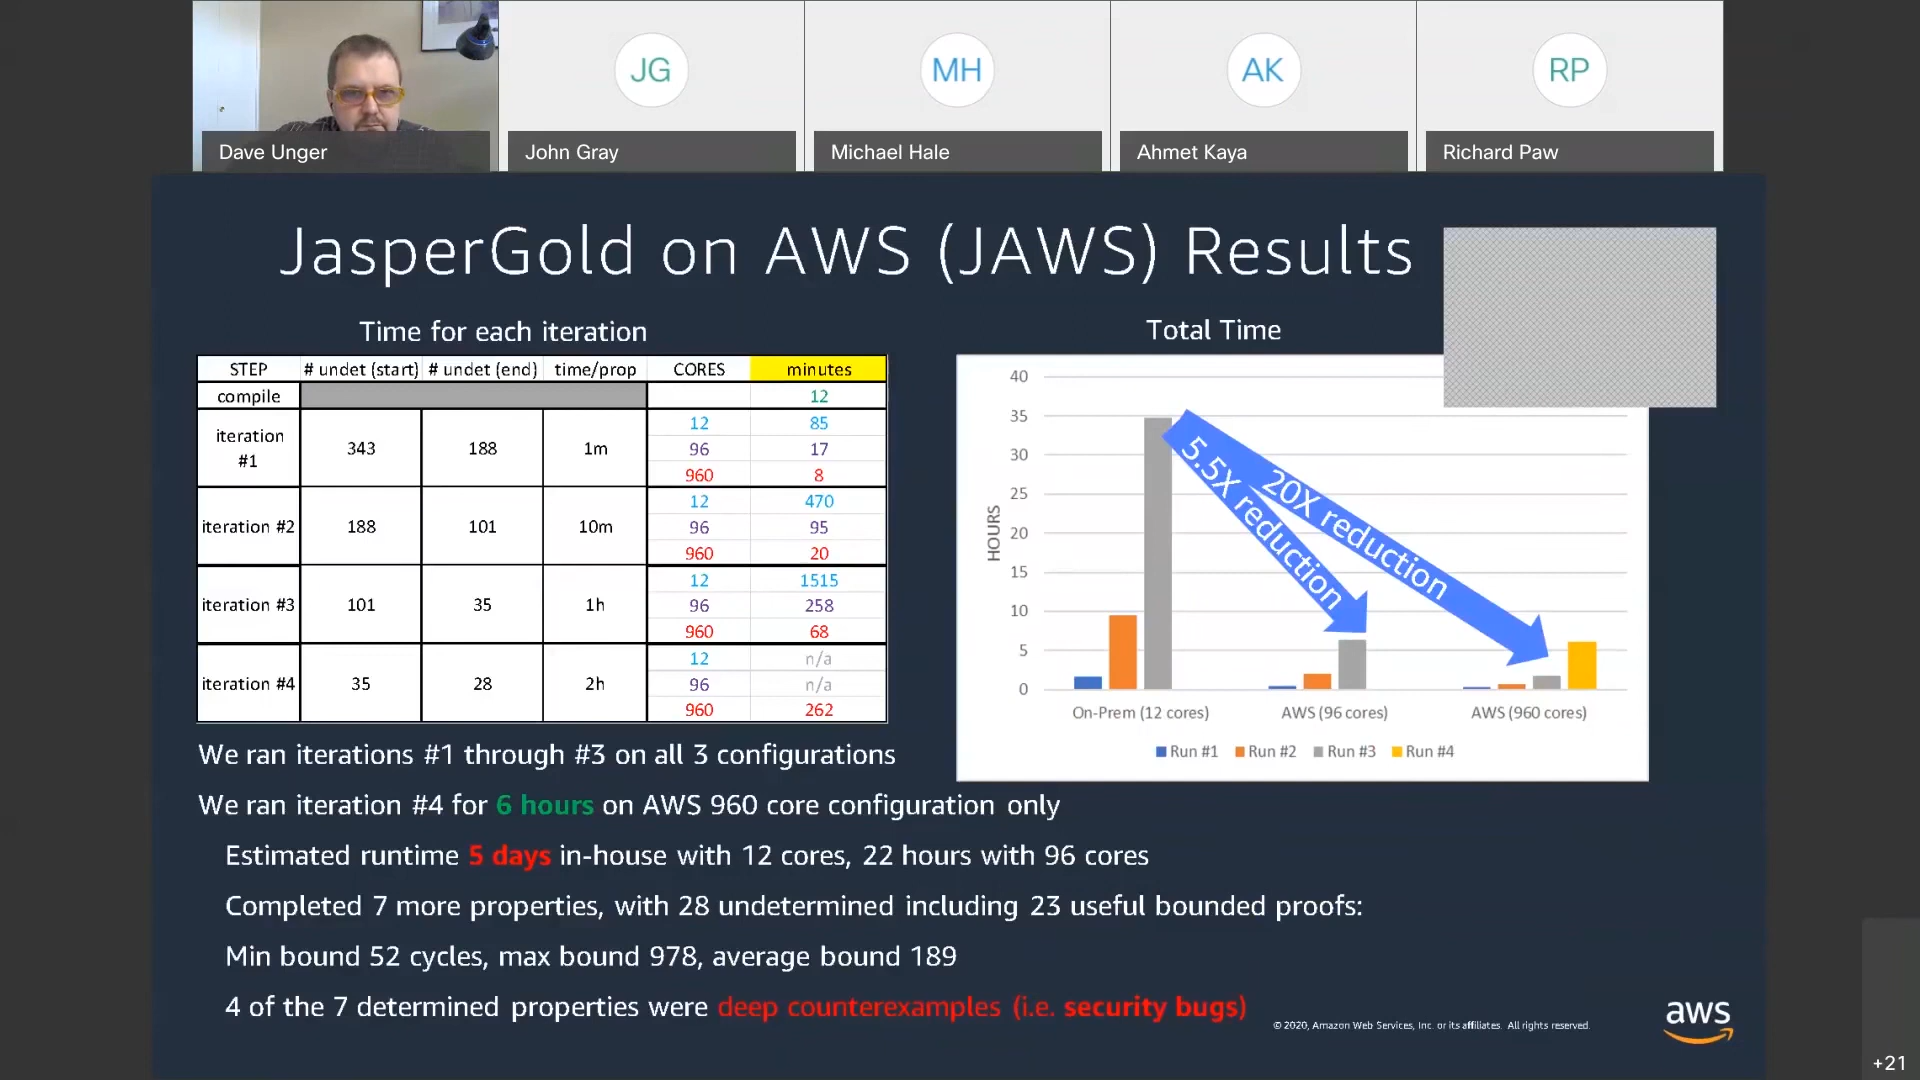 JG
MH
AK
RP
Dave Unger
John Gray
Michael Hale
Ahmet Kaya
Richard Paw
JasperGold on AWS (JAWS) Results
Time for each iteration
STEP # undet (start) # undet (end) time/prop CORES minutes
compile 12
iteration #1 343 188 1m
12 85
96 17
960 8
iteration #2 188 101 10m
12 470
96 95
960 20
iteration #3 101 35 1h
12 1515
96 258
960 68
iteration #4 35 28 2h
12 n/a
96 n/a
960 262
Total Time
40
35
30
25
20
15
10
5
0
HOURS
5.5X reduction
20X reduction
On-Prem (12 cores) AWS (96 cores) AWS (960 cores)
Run #1 Run #2 Run #3 Run #4
We ran iterations #1 through #3 on all 3 configurations
We ran iteration #4 for 6 hours on AWS 960 core configuration only
Estimated runtime 5 days in-house with 12 cores, 22 hours with 96 cores
Completed 7 more properties, with 28 undetermined including 23 useful bounded proofs:
Min bound 52 cycles, max bound 978, average bound 189
4 of the 7 determined properties were deep counterexamples (i.e. security bugs)
© 2020, Amazon Web Services, Inc. or its affiliates. All rights reserved.
aws
+21